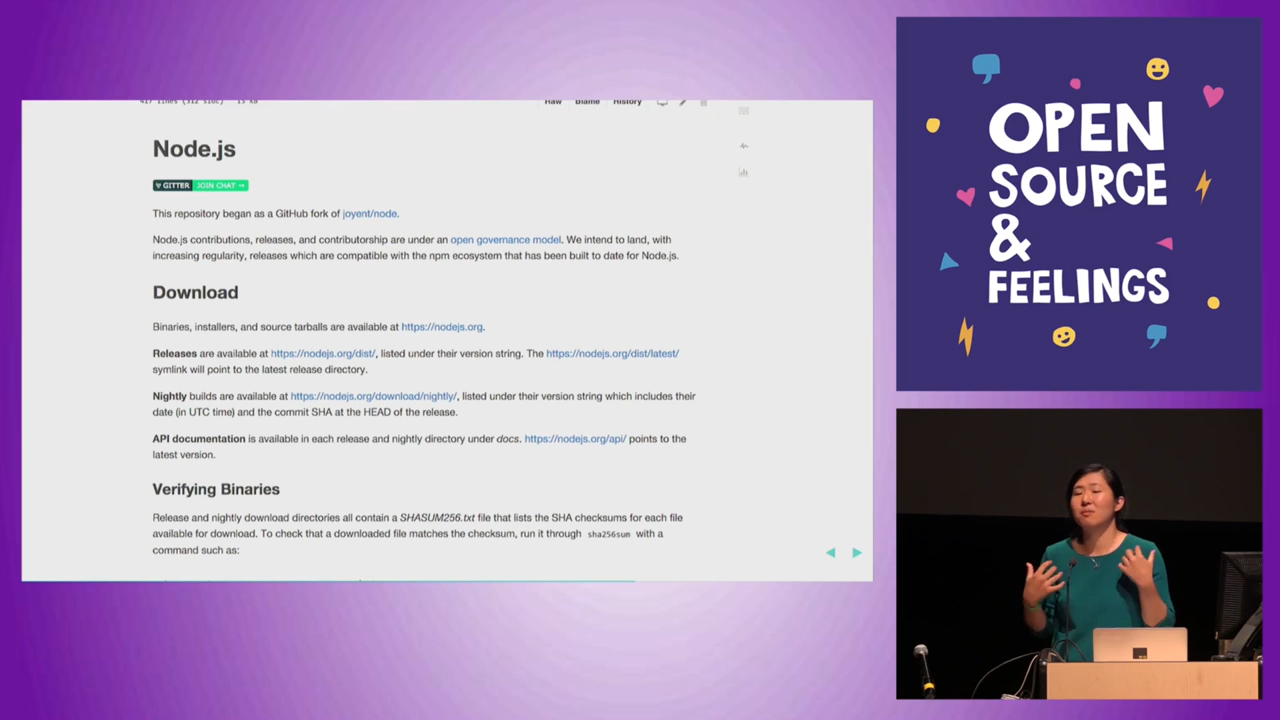 417 lines (312 sloc) 15 KB
Raw Blame History
Node.js
GITTER JOIN CHAT →
This repository began as a GitHub fork of joyent/node.
Node.js contributions, releases, and contributorship are under an open governance model. We intend to land, with
increasing regularity, releases which are compatible with the npm ecosystem that has been built to date for Node.js.
Download
Binaries, installers, and source tarballs are available at https://nodejs.org.
Releases are available at https://nodejs.org/dist/, listed under their version string. The https://nodejs.org/dist/latest/
symlink will point to the latest release directory.
Nightly builds are available at https://nodejs.org/download/nightly/, listed under their version string which includes their
date (in UTC time) and the commit SHA at the HEAD of the release.
API documentation is available in each release and nightly directory under docs. https://nodejs.org/api/ points to the
latest version.
Verifying Binaries
Release and nightly download directories all contain a SHASUM256.txt file that lists the SHA checksums for each file
available for download. To check that a downloaded file matches the checksum, run it through sha256sum with a
command such as:
OPEN
SOURCE
&
FEELINGS